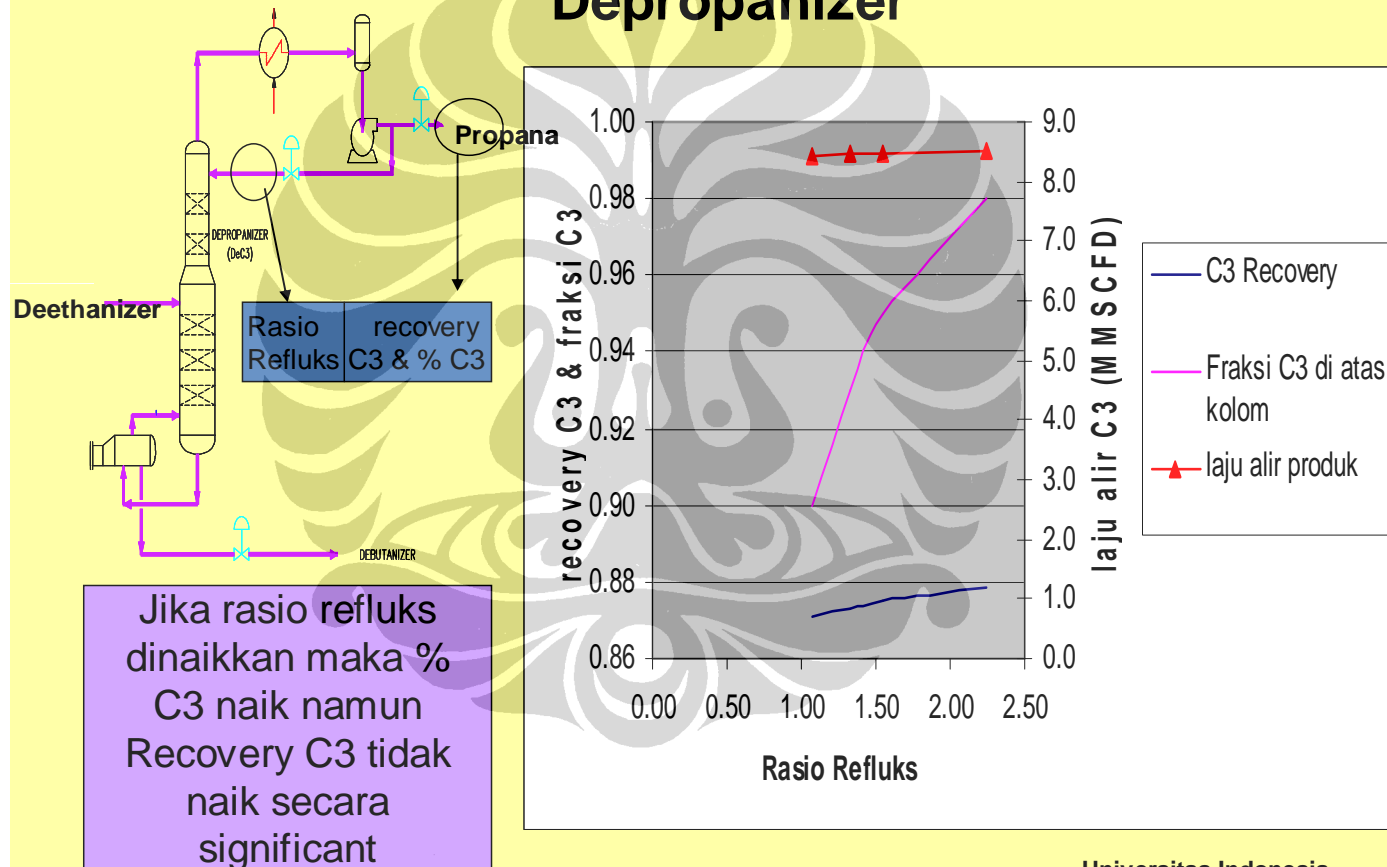 Depropanizer
Propana
DEPROPANIZER
(DeC3)
Deethanizer
Rasio
Refluks
recovery
C3 & % C3
DEBUTANIZER
Jika rasio refluks
dinaikkan maka %
C3 naik namun
Recovery C3 tidak
naik secara
significant
recovery C3 & fraksi C3
1.00
0.98
0.96
0.94
0.92
0.90
0.88
0.86
9.0
8.0
7.0
6.0
5.0
4.0
3.0
2.0
1.0
0.0
laju alir C3 (MMSCFD)
0.00 0.50 1.00 1.50 2.00 2.50
Rasio Refluks
C3 Recovery
Fraksi C3 di atas
kolom
laju alir produk
Universitas Indonesia